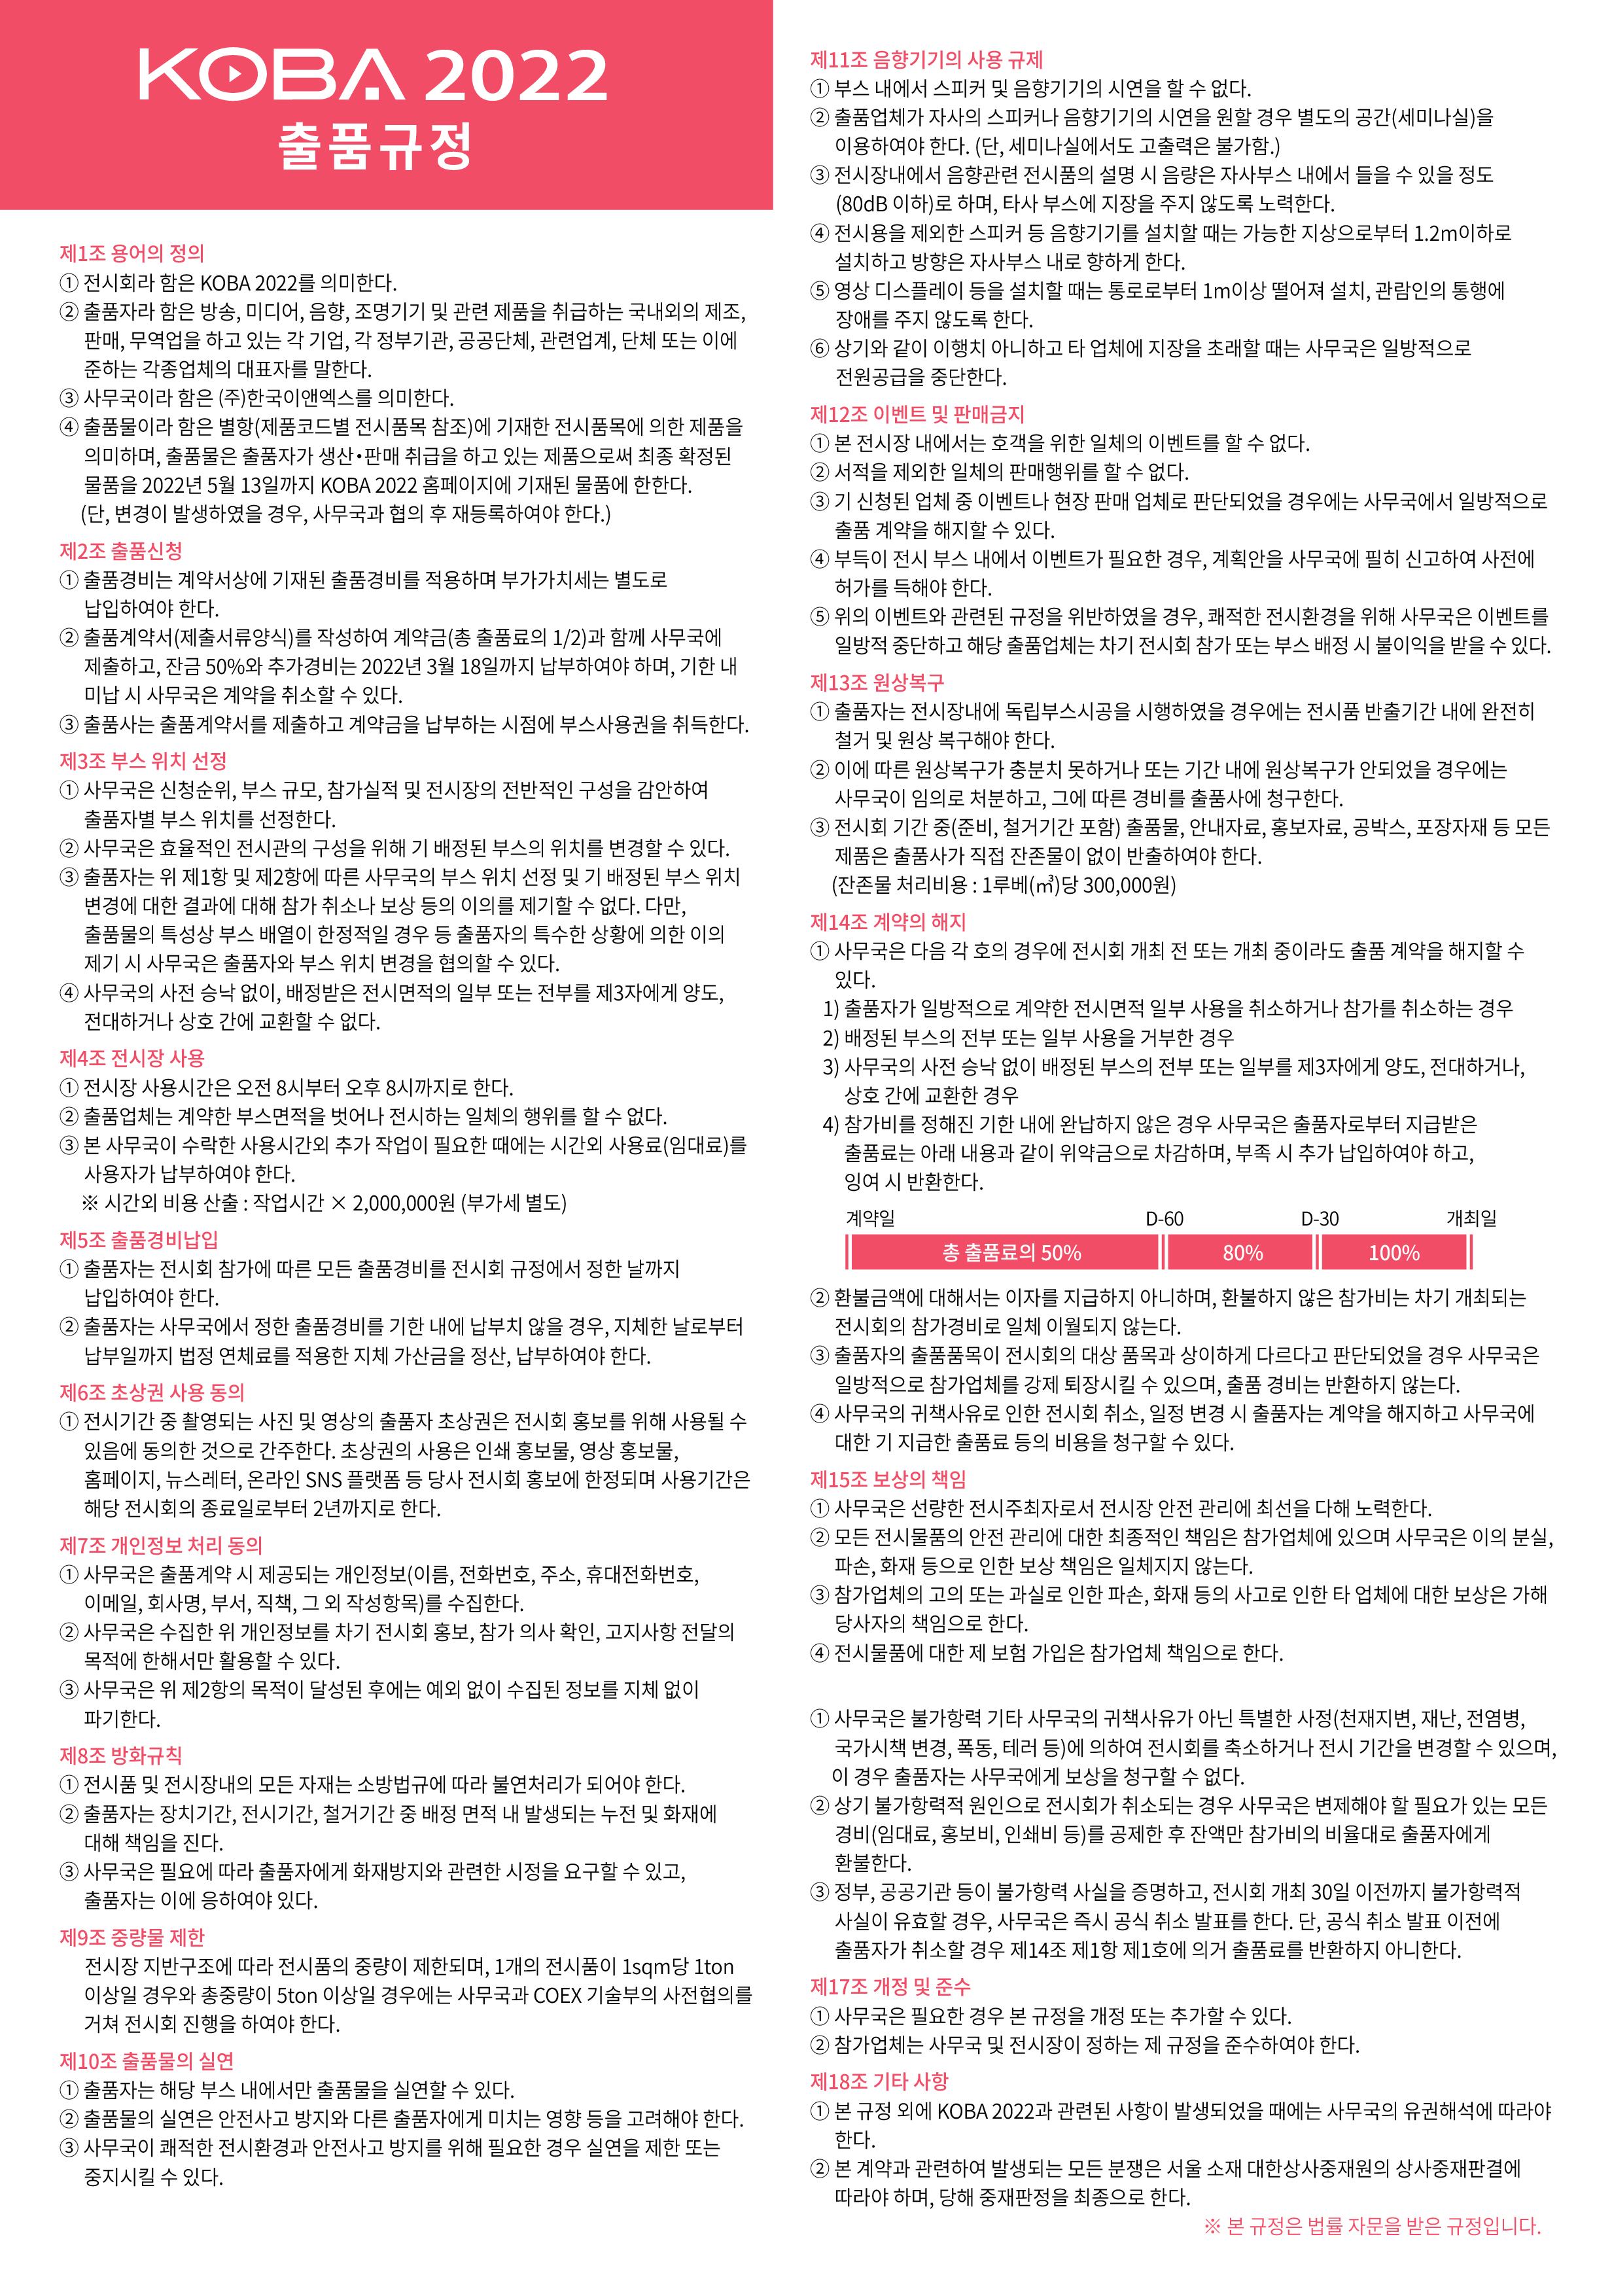 KOBA 2022
출품규정
제1조 용어의 정의
① 전시회라 함은 KOBA 2022를 의미한다.
② 출품자라 함은 방송, 미디어, 음향, 조명기기 및 관련 제품을 취급하는 국내외의 제조,
판매, 무역업을 하고 있는 각 기업, 각 정부기관, 공공단체, 관련업계, 단체 또는 이에
준하는 각종업체의 대표자를 말한다.
③ 사무국이라 함은 (주)한국이앤엑스를 의미한다.
④ 출품물이라 함은 별항(제품코드별 전시품목 참조)에 기재한 전시품목에 의한 제품을
의미하며, 출품물은 출품자가 생산•판매 취급을 하고 있는 제품으로써 최종 확정된
물품을 2022년 5월 13일까지 KOBA 2022 홈페이지에 기재된 물품에 한한다.
(단, 변경이 발생하였을 경우, 사무국과 협의 후 재등록하여야 한다.)
제2조 출품신청
① 출품경비는 계약서상에 기재된 출품경비를 적용하며 부가가치세는 별도로
납입하여야 한다.
② 출품계약서(제출서류양식)를 작성하여 계약금(총 출품료의 1/2)과 함께 사무국에
제출하고, 잔금 50%와 추가경비는 2022년 3월 18일까지 납부하여야 하며, 기한 내
미납 시 사무국은 계약을 취소할 수 있다.
③ 출품사는 출품계약서를 제출하고 계약금을 납부하는 시점에 부스사용권을 취득한다.
제3조 부스 위치 선정
① 사무국은 신청순위, 부스 규모, 참가실적 및 전시장의 전반적인 구성을 감안하여
출품자별 부스 위치를 선정한다.
② 사무국은 효율적인 전시관의 구성을 위해 기 배정된 부스의 위치를 변경할 수 있다.
③ 출품자는 위 제1항 및 제2항에 따른 사무국의 부스 위치 선정 및 기 배정된 부스 위치
변경에 대한 결과에 대해 참가 취소나 보상 등의 이의를 제기할 수 없다. 다만,
출품물의 특성상 부스 배열이 한정적일 경우 등 출품자의 특수한 상황에 의한 이의
제기 시 사무국은 출품자와 부스 위치 변경을 협의할 수 있다.
④ 사무국의 사전 승낙 없이, 배정받은 전시면적의 일부 또는 전부를 제3자에게 양도,
전대하거나 상호 간에 교환할 수 없다.
제4조 전시장 사용
① 전시장 사용시간은 오전 8시부터 오후 8시까지로 한다.
② 출품업체는 계약한 부스면적을 벗어나 전시하는 일체의 행위를 할 수 없다.
③ 본 사무국이 수락한 사용시간외 추가 작업이 필요한 때에는 시간외 사용료(임대료)를
사용자가 납부하여야 한다.
※ 시간외 비용 산출 : 작업시간 × 2,000,000원 (부가세 별도)
제5조 출품경비납입
① 출품자는 전시회 참가에 따른 모든 출품경비를 전시회 규정에서 정한 날까지
납입하여야 한다.
② 출품자는 사무국에서 정한 출품경비를 기한 내에 납부치 않을 경우, 지체한 날로부터
납부일까지 법정 연체료를 적용한 지체 가산금을 정산, 납부하여야 한다.
제6조 초상권 사용 동의
① 전시기간 중 촬영되는 사진 및 영상의 출품자 초상권은 전시회 홍보를 위해 사용될 수
있음에 동의한 것으로 간주한다. 초상권의 사용은 인쇄 홍보물, 영상 홍보물,
홈페이지, 뉴스레터, 온라인 SNS 플랫폼 등 당사 전시회 홍보에 한정되며 사용기간은
해당 전시회의 종료일로부터 2년까지로 한다.
제7조 개인정보 처리 동의
① 사무국은 출품계약 시 제공되는 개인정보(이름, 전화번호, 주소, 휴대전화번호,
이메일, 회사명, 부서, 직책, 그 외 작성항목)를 수집한다.
② 사무국은 수집한 위 개인정보를 차기 전시회 홍보, 참가 의사 확인, 고지사항 전달의
목적에 한해서만 활용할 수 있다.
③ 사무국은 위 제2항의 목적이 달성된 후에는 예외 없이 수집된 정보를 지체 없이
파기한다.
제8조 방화규칙
① 전시품 및 전시장내의 모든 자재는 소방법규에 따라 불연처리가 되어야 한다.
② 출품자는 장치기간, 전시기간, 철거기간 중 배정 면적 내 발생되는 누전 및 화재에
대해 책임을 진다.
③ 사무국은 필요에 따라 출품자에게 화재방지와 관련한 시정을 요구할 수 있고,
출품자는 이에 응하여야 있다.
제9조 중량물 제한
전시장 지반구조에 따라 전시품의 중량이 제한되며, 1개의 전시품이 1sqm당 1ton
이상일 경우와 총중량이 5ton 이상일 경우에는 사무국과 COEX 기술부의 사전협의를
거쳐 전시회 진행을 하여야 한다.
제10조 출품물의 실연
① 출품자는 해당 부스 내에서만 출품물을 실연할 수 있다.
② 출품물의 실연은 안전사고 방지와 다른 출품자에게 미치는 영향 등을 고려해야 한다.
③ 사무국이 쾌적한 전시환경과 안전사고 방지를 위해 필요한 경우 실연을 제한 또는
중지시킬 수 있다.
제11조 음향기기의 사용 규제
① 부스 내에서 스피커 및 음향기기의 시연을 할 수 없다.
② 출품업체가 자사의 스피커나 음향기기의 시연을 원할 경우 별도의 공간(세미나실)을
이용하여야 한다. (단, 세미나실에서도 고출력은 불가함.)
③ 전시장내에서 음향관련 전시품의 설명 시 음량은 자사부스 내에서 들을 수 있을 정도
(80dB 이하)로 하며, 타사 부스에 지장을 주지 않도록 노력한다.
④ 전시용을 제외한 스피커 등 음향기기를 설치할 때는 가능한 지상으로부터 1.2m이하로
설치하고 방향은 자사부스 내로 향하게 한다.
⑤ 영상 디스플레이 등을 설치할 때는 통로로부터 1m이상 떨어져 설치, 관람인의 통행에
장애를 주지 않도록 한다.
⑥ 상기와 같이 이행치 아니하고 타 업체에 지장을 초래할 때는 사무국은 일방적으로
전원공급을 중단한다.
제12조 이벤트 및 판매금지
① 본 전시장 내에서는 호객을 위한 일체의 이벤트를 할 수 없다.
② 서적을 제외한 일체의 판매행위를 할 수 없다.
③ 기 신청된 업체 중 이벤트나 현장 판매 업체로 판단되었을 경우에는 사무국에서 일방적으로
출품 계약을 해지할 수 있다.
④ 부득이 전시 부스 내에서 이벤트가 필요한 경우, 계획안을 사무국에 필히 신고하여 사전에
허가를 득해야 한다.
⑤ 위의 이벤트와 관련된 규정을 위반하였을 경우, 쾌적한 전시환경을 위해 사무국은 이벤트를
일방적 중단하고 해당 출품업체는 차기 전시회 참가 또는 부스 배정 시 불이익을 받을 수 있다.
제13조 원상복구
① 출품자는 전시장내에 독립부스시공을 시행하였을 경우에는 전시품 반출기간 내에 완전히
철거 및 원상 복구해야 한다.
② 이에 따른 원상복구가 충분치 못하거나 또는 기간 내에 원상복구가 안되었을 경우에는
사무국이 임의로 처분하고, 그에 따른 경비를 출품사에 청구한다.
③ 전시회 기간 중(준비, 철거기간 포함) 출품물, 안내자료, 홍보자료, 공박스, 포장자재 등 모든
제품은 출품사가 직접 잔존물이 없이 반출하여야 한다.
(잔존물 처리비용 : 1루베(㎥)당 300,000원)
제14조 계약의 해지
① 사무국은 다음 각 호의 경우에 전시회 개최 전 또는 개최 중이라도 출품 계약을 해지할 수
있다.
1) 출품자가 일방적으로 계약한 전시면적 일부 사용을 취소하거나 참가를 취소하는 경우
2) 배정된 부스의 전부 또는 일부 사용을 거부한 경우
3) 사무국의 사전 승낙 없이 배정된 부스의 전부 또는 일부를 제3자에게 양도, 전대하거나,
상호 간에 교환한 경우
4) 참가비를 정해진 기한 내에 완납하지 않은 경우 사무국은 출품자로부터 지급받은
출품료는 아래 내용과 같이 위약금으로 차감하며, 부족 시 추가 납입하여야 하고,
잉여 시 반환한다.
계약일 D-60 D-30 개최일
총 출품료의 50% 80% 100%
② 환불금액에 대해서는 이자를 지급하지 아니하며, 환불하지 않은 참가비는 차기 개최되는
전시회의 참가경비로 일체 이월되지 않는다.
③ 출품자의 출품품목이 전시회의 대상 품목과 상이하게 다르다고 판단되었을 경우 사무국은
일방적으로 참가업체를 강제 퇴장시킬 수 있으며, 출품 경비는 반환하지 않는다.
④ 사무국의 귀책사유로 인한 전시회 취소, 일정 변경 시 출품자는 계약을 해지하고 사무국에
대한 기 지급한 출품료 등의 비용을 청구할 수 있다.
제15조 보상의 책임
① 사무국은 선량한 전시주최자로서 전시장 안전 관리에 최선을 다해 노력한다.
② 모든 전시물품의 안전 관리에 대한 최종적인 책임은 참가업체에 있으며 사무국은 이의 분실,
파손, 화재 등으로 인한 보상 책임은 일체지지 않는다.
③ 참가업체의 고의 또는 과실로 인한 파손, 화재 등의 사고로 인한 타 업체에 대한 보상은 가해
당사자의 책임으로 한다.
④ 전시물품에 대한 제 보험 가입은 참가업체 책임으로 한다.
① 사무국은 불가항력 기타 사무국의 귀책사유가 아닌 특별한 사정(천재지변, 재난, 전염병,
국가시책 변경, 폭동, 테러 등)에 의하여 전시회를 축소하거나 전시 기간을 변경할 수 있으며,
이 경우 출품자는 사무국에게 보상을 청구할 수 없다.
② 상기 불가항력적 원인으로 전시회가 취소되는 경우 사무국은 변제해야 할 필요가 있는 모든
경비(임대료, 홍보비, 인쇄비 등)를 공제한 후 잔액만 참가비의 비율대로 출품자에게
환불한다.
③ 정부, 공공기관 등이 불가항력 사실을 증명하고, 전시회 개최 30일 이전까지 불가항력적
사실이 유효할 경우, 사무국은 즉시 공식 취소 발표를 한다. 단, 공식 취소 발표 이전에
출품자가 취소할 경우 제14조 제1항 제1호에 의거 출품료를 반환하지 아니한다.
제17조 개정 및 준수
① 사무국은 필요한 경우 본 규정을 개정 또는 추가할 수 있다.
② 참가업체는 사무국 및 전시장이 정하는 제 규정을 준수하여야 한다.
제18조 기타 사항
① 본 규정 외에 KOBA 2022과 관련된 사항이 발생되었을 때에는 사무국의 유권해석에 따라야
한다.
② 본 계약과 관련하여 발생되는 모든 분쟁은 서울 소재 대한상사중재원의 상사중재판결에
따라야 하며, 당해 중재판정을 최종으로 한다.
※ 본 규정은 법률 자문을 받은 규정입니다.